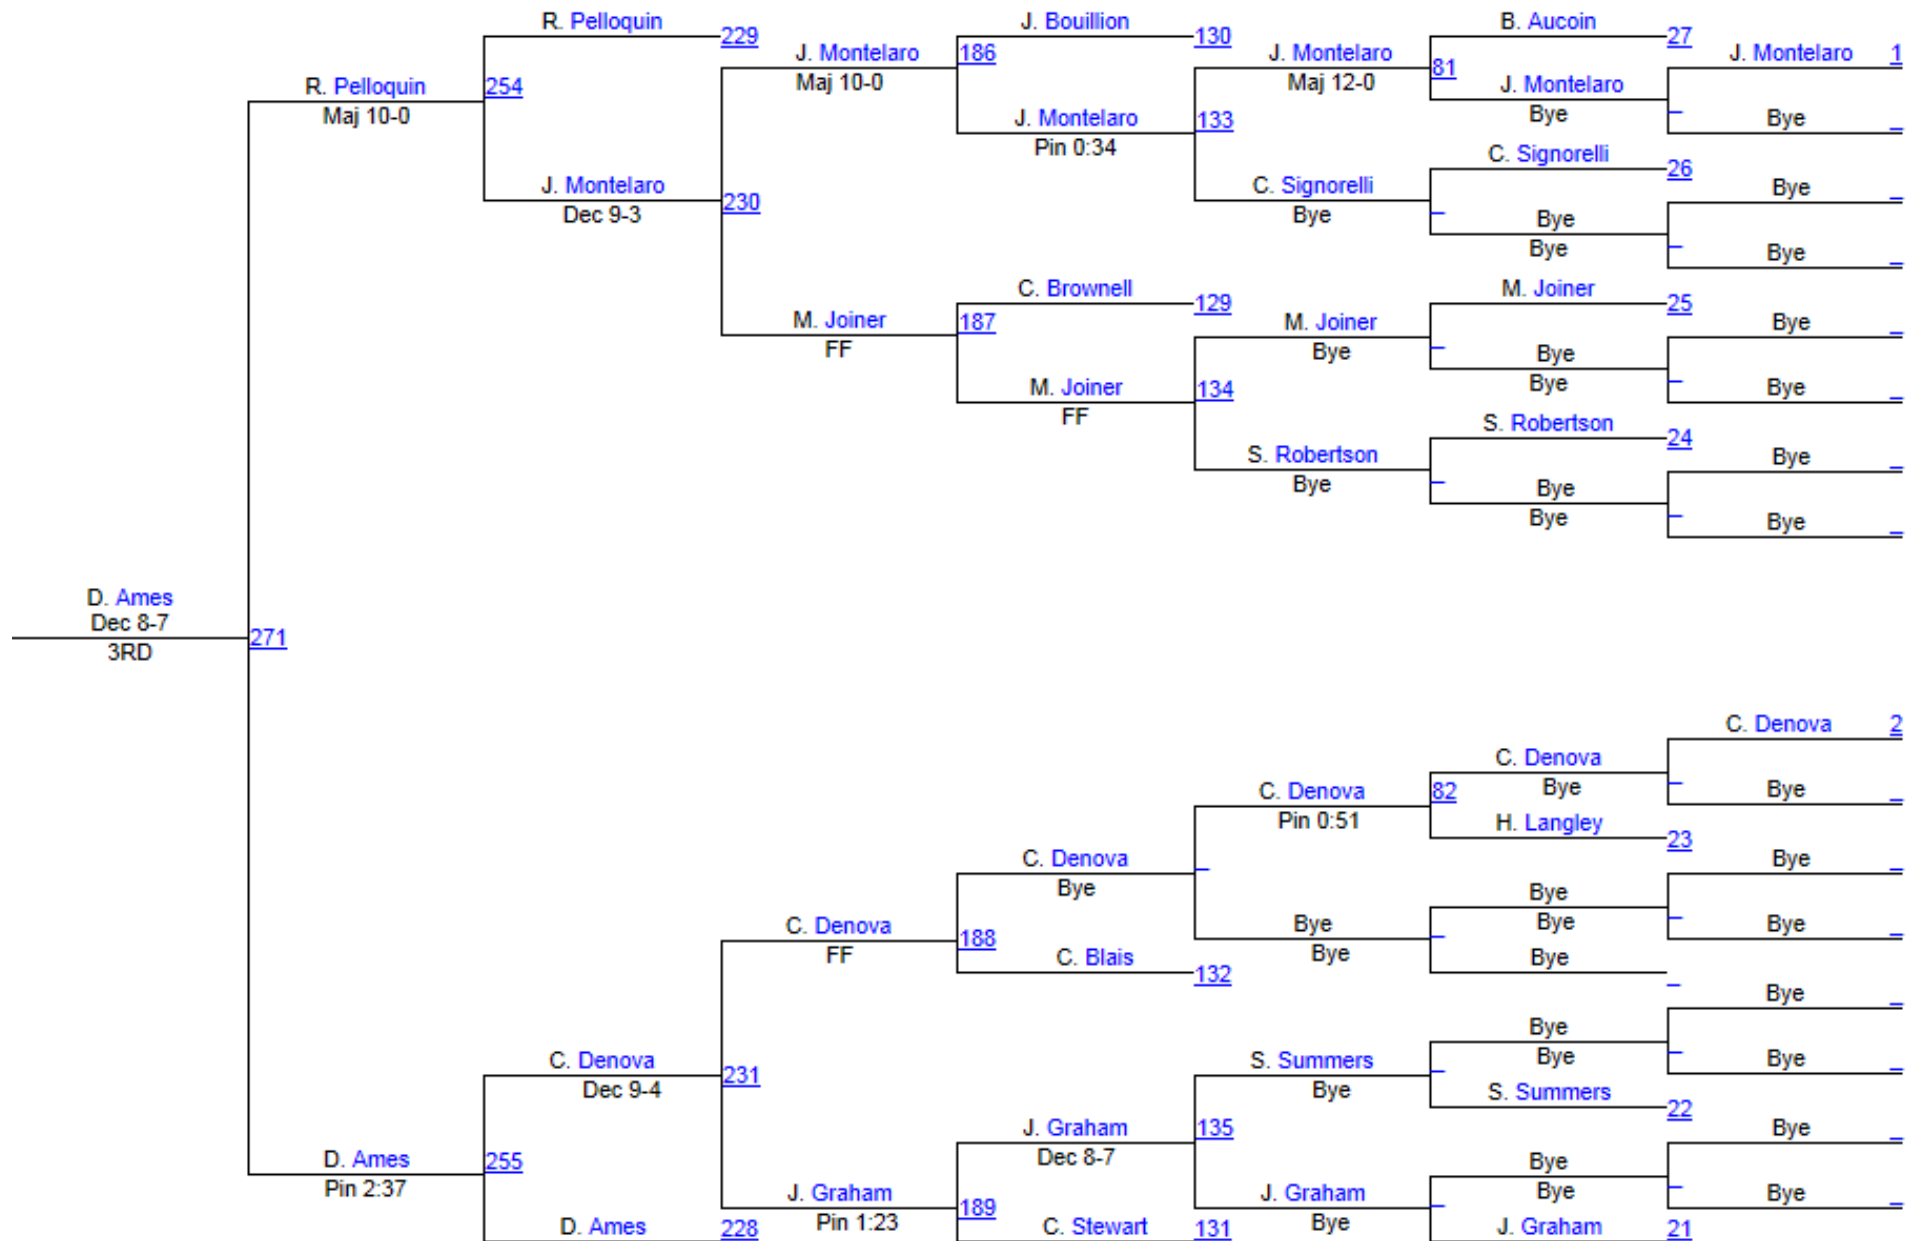 R. Pelloquin
229
J. Bouillion
130
B. Aucoin
27
J. Montelaro
186
J. Montelaro
81
J. Montelaro 1
R. Pelloquin
254
Maj 10-0
Maj 12-0
J. Montelaro
Maj 10-0
J. Montelaro
133
Bye
_
Bye _
Pin 0:34
C. Signorelli
26
J. Montelaro
230
C. Signorelli
Bye _
Dec 9-3
Bye
_
Bye
Bye
_
Bye _
C. Brownell
129
M. Joiner
25
M. Joiner
187
M. Joiner
Bye _
FF
Bye
_
Bye
M. Joiner
134
Bye
_
Bye _
FF
S. Robertson
24
S. Robertson
Bye _
Bye
_
Bye
Bye
_
Bye _
D. Ames
Dec 8-7
271
3RD
C. Denova 2
C. Denova
C. Denova
82
Bye
_
Bye _
Pin 0:51
H. Langley
23
C. Denova
_
Bye _
Bye
Bye
C. Denova
188
Bye
_
Bye
_
Bye _
FF
C. Blais
132
Bye
Bye
_
Bye _
C. Denova
231
S. Summers
_
Bye
Bye
_
Bye _
Dec 9-4
Bye
S. Summers
22
J. Graham
135
Bye _
D. Ames
255
Dec 8-7
Bye
Pin 2:37
J. Graham
189
J. Graham
_
Bye
_
Bye _
Pin 1:23
Bye
D. Ames
228
C. Stewart
131
J. Graham
21